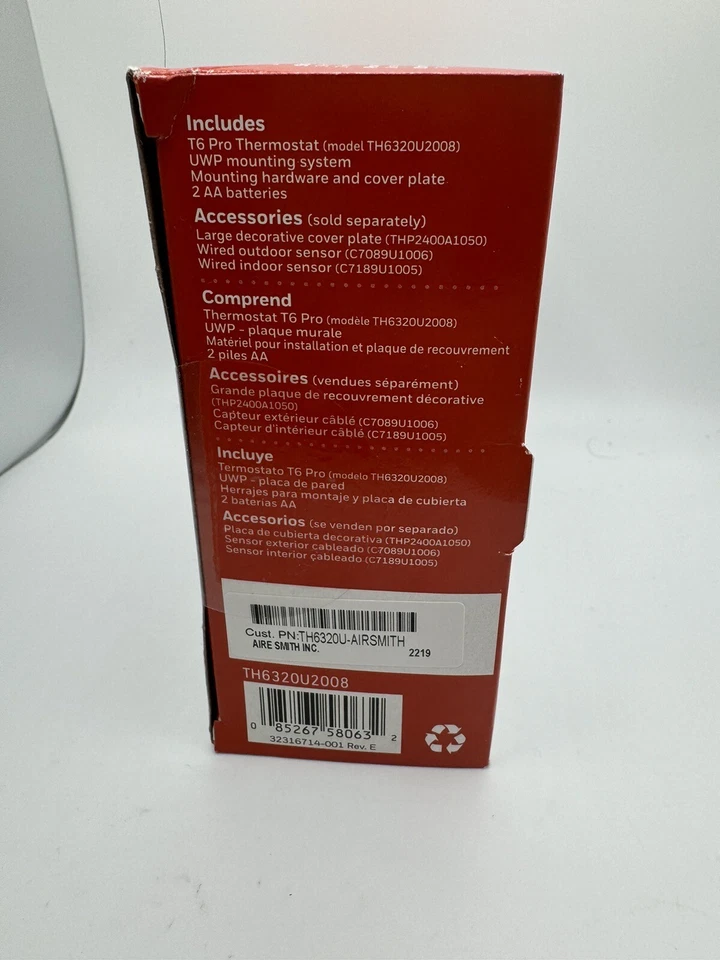 Includes
T6 Pro Thermostat (model TH6320U2008)
UWP mounting system
Mounting hardware and cover plate
2 AA batteries
Accessories (sold separately)
Large decorative cover plate (THP2400A1050)
Wired outdoor sensor (C7089U1006)
Wired indoor sensor (C7189U1005)
Comprend
Thermostat T6 Pro (modèle TH6320U2008)
UWP - plaque murale
Matériel pour installation et plaque de recouvrement
2 piles AA
Accessoires (vendues séparément)
Grande plaque de recouvrement décorative
(THP2400A1050)
Capteur extérieur câblé (C7089U1006)
Capteur d'intérieur câblé (C7189U1005)
Incluye
Termostato T6 Pro (modelo TH6320U2008)
UWP - placa de pared
Herrajes para montaje y placa de cubierta
2 baterías AA
Accesorios (se venden por separado)
Placa de cubierta decorativa (THP2400A1050)
Sensor exterior cableado (C7089U1006)
Sensor interior cableado (C7189U1005)
Cust. PN:TH6320U-AIRSMITH
AIRE SMITH INC. 2219
TH6320U2008
0 85267 58063 2
32316714-001 Rev. E